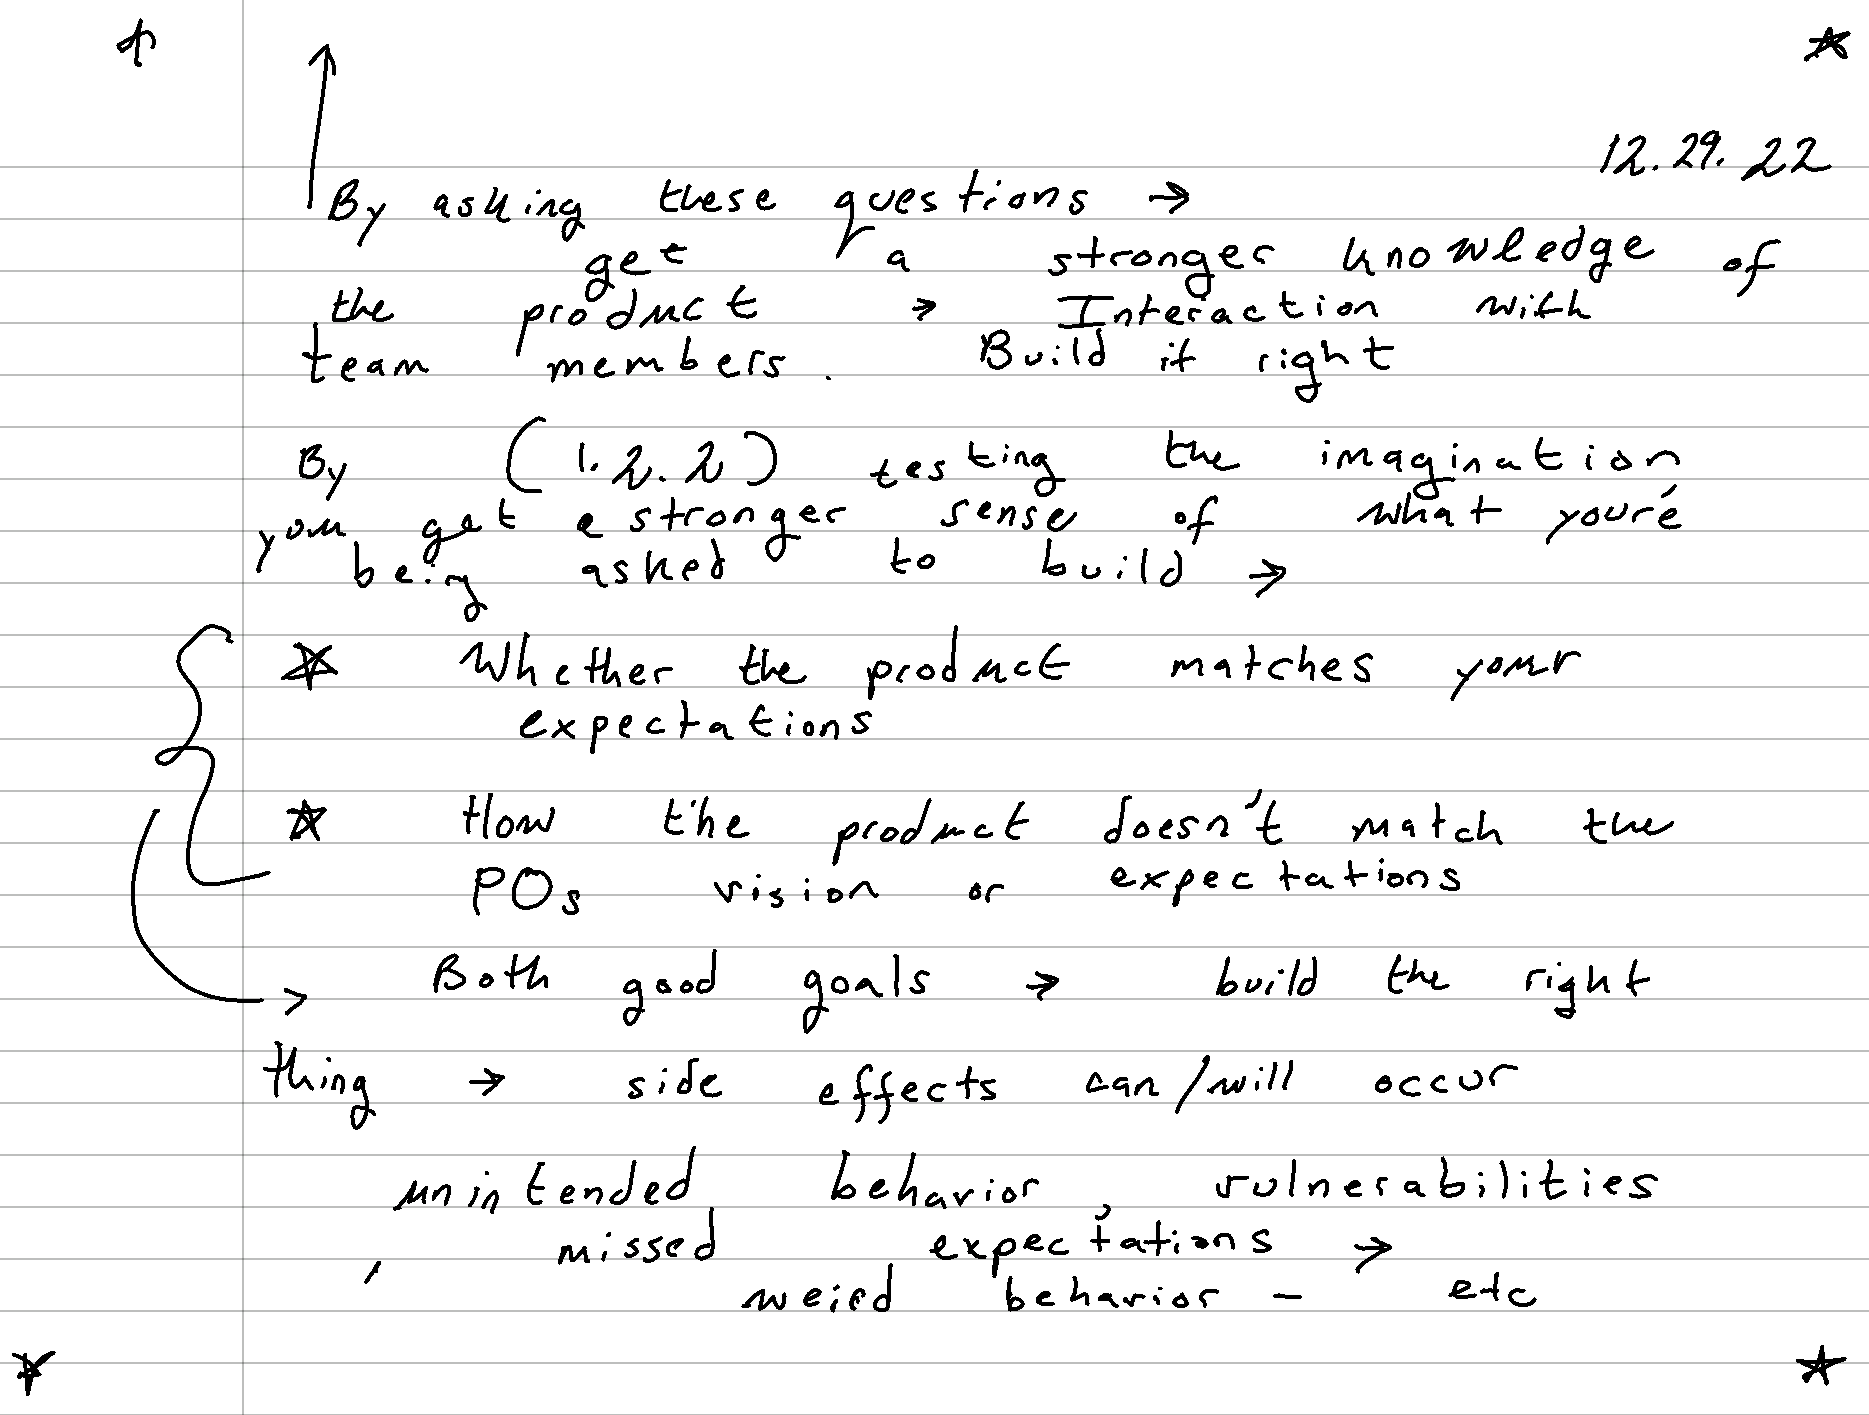 12.29.22
By asking these questions →
get a stronger knowledge of
the product → Interaction with
team members. Build it right
By (1.2.2) testing the imagination
you get a stronger sense of what you're
being asked to build →
☆ Whether the product matches your
expectations
☆ How the product doesn't match the
POs vision or expectations
Both good goals → build the right
thing → side effects can/will occur
unintended behavior, vulnerabilities
, missed expectations →
weird behavior - etc